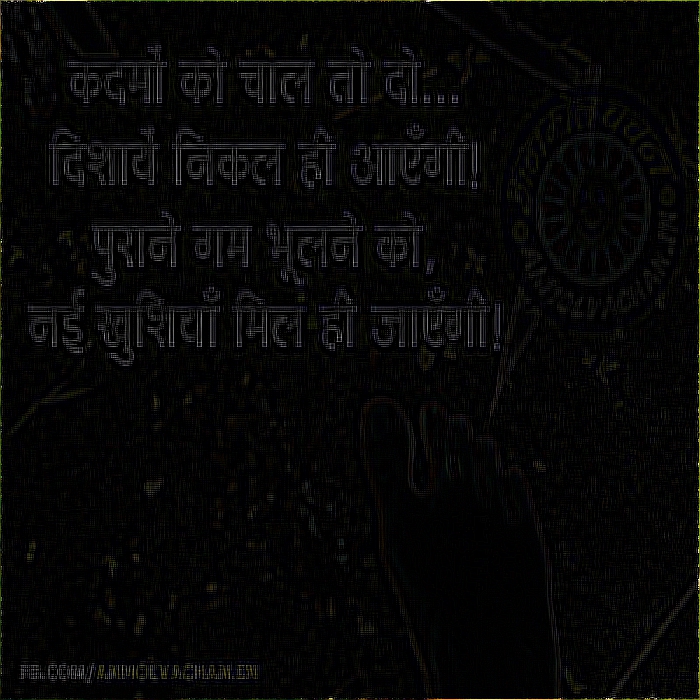 कदमों को चाल तो दो...
दिशायें निकल ही आएँगी!
पुराने गम भूलने को,
नई खुशियाँ मिल ही जाएँगी!
FB.COM/ANMOLVACHAN.IN